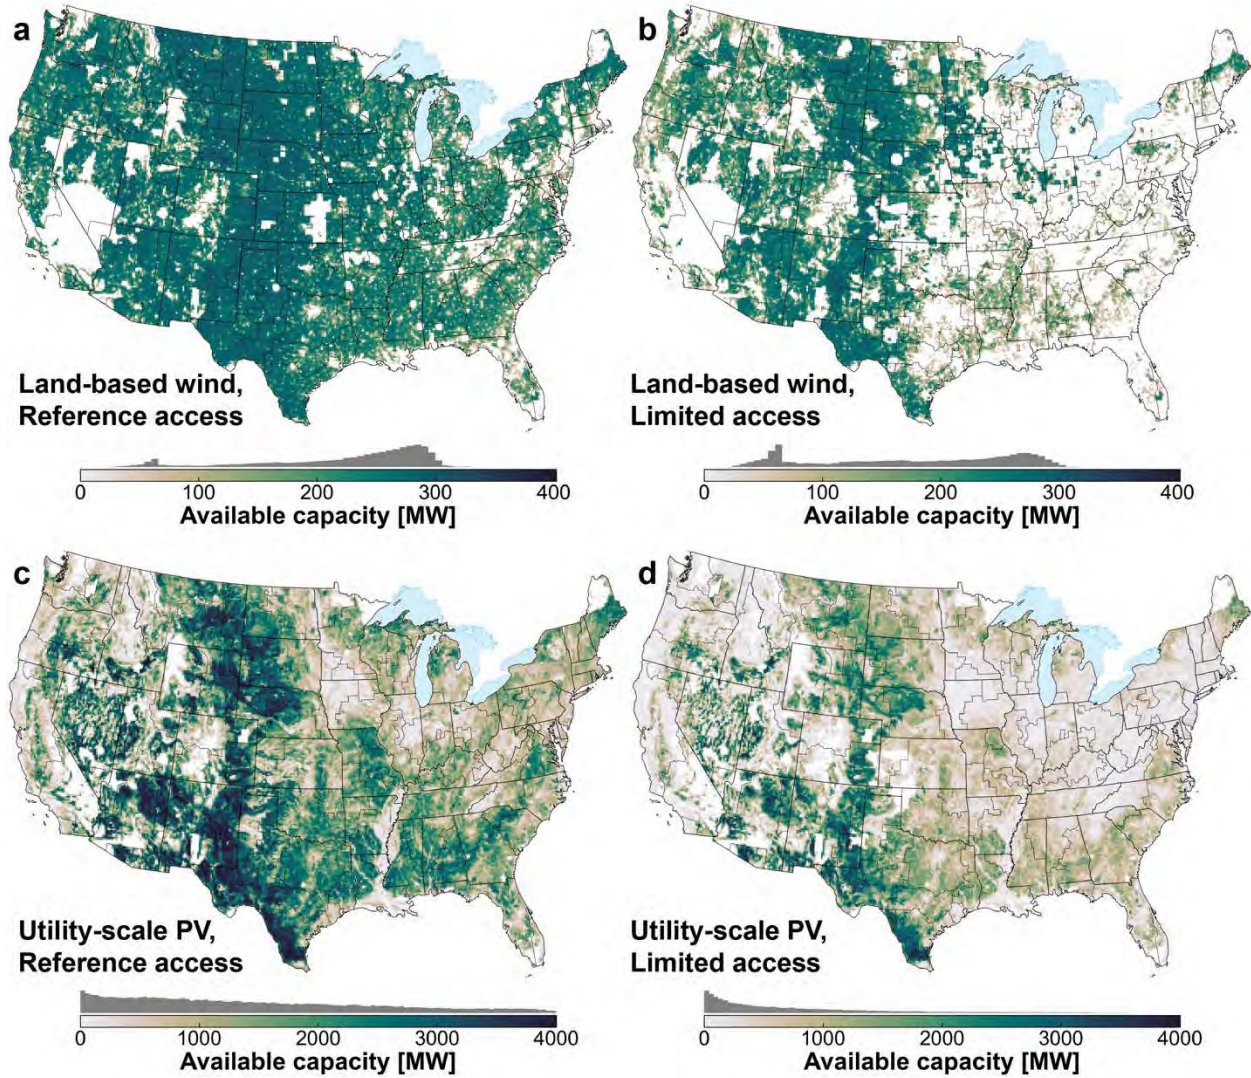 a
b
Land-based wind,
Reference access
Land-based wind,
Limited access
0 100 200 300 400
Available capacity [MW]
0 100 200 300 400
Available capacity [MW]
c
d
Utility-scale PV,
Reference access
Utility-scale PV,
Limited access
0 1000 2000 3000 4000
Available capacity [MW]
0 1000 2000 3000 4000
Available capacity [MW]